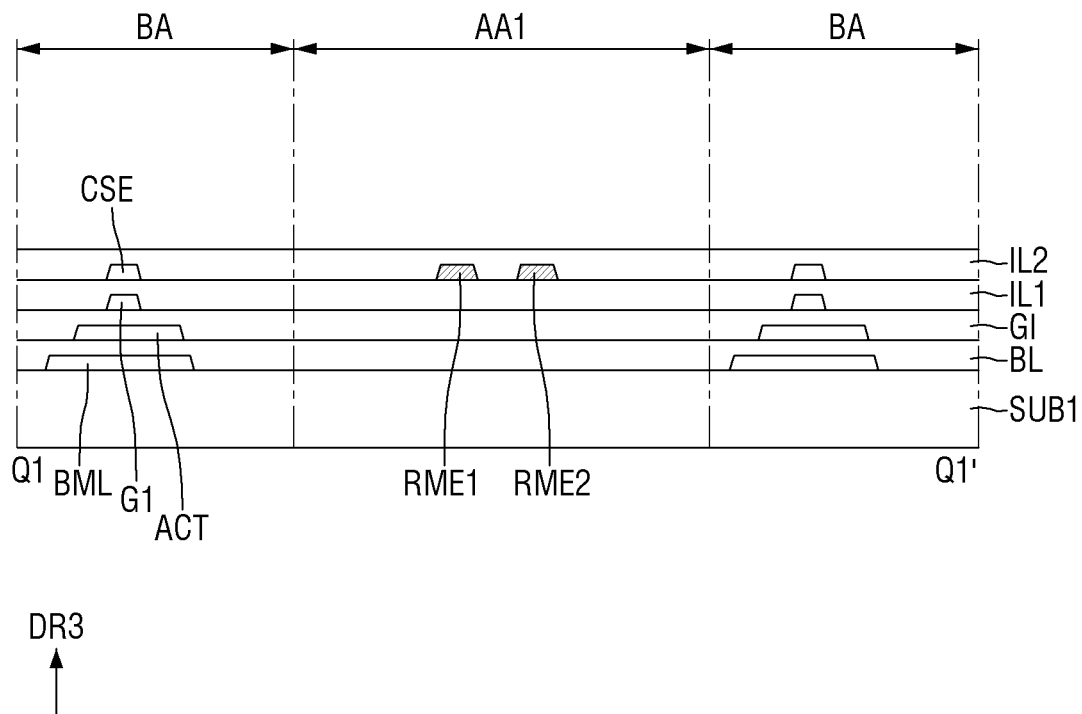 BA AA1 BA
CSE
IL2
IL1
GI
BL
SUB1
Q1 BML G1 ACT RME1 RME2 Q1'
DR3